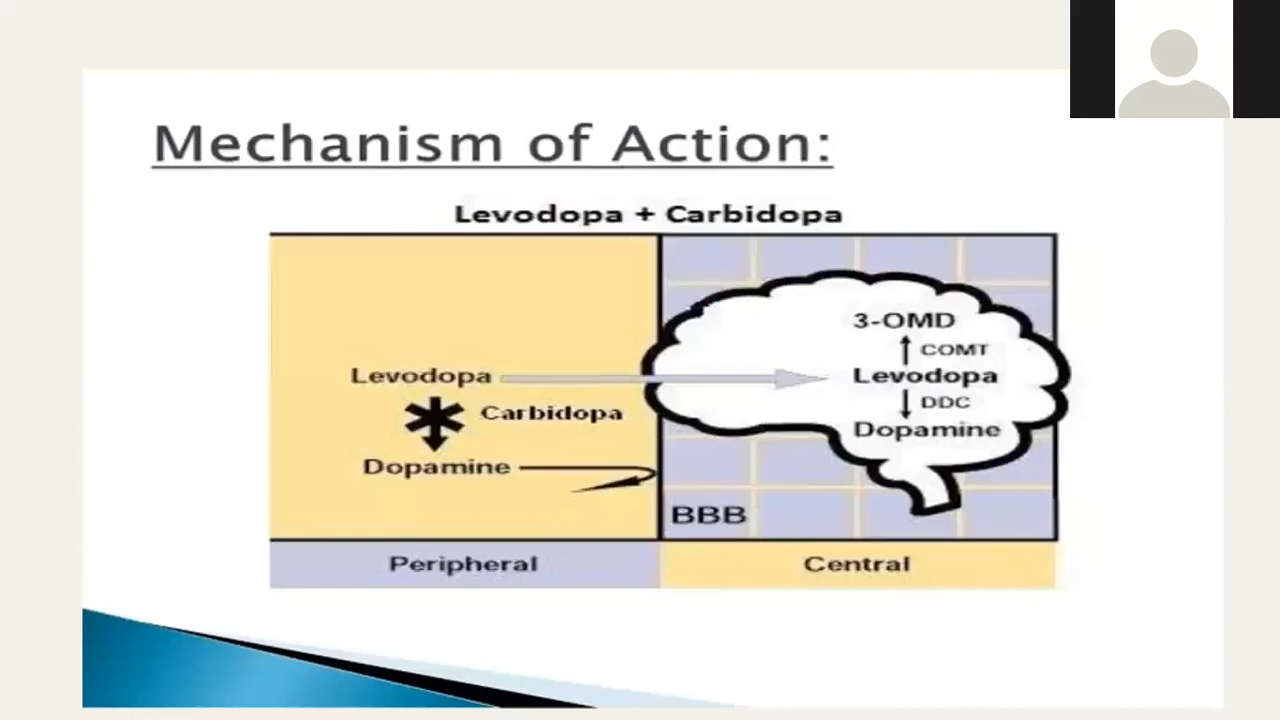 Mechanism of Action:
Levodopa + Carbidopa
3-OMD
COMT
Levodopa
Levodopa
DDC
Carbidopa
Dopamine
Dopamine
BBB
Peripheral
Central